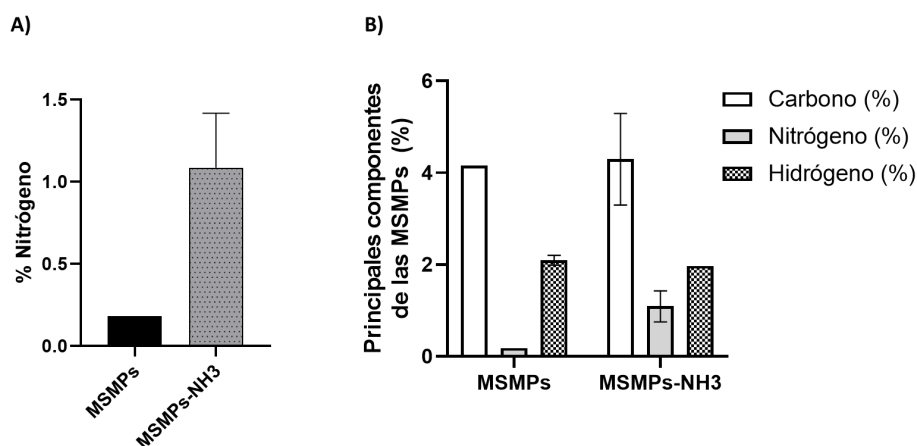 A)
1.5
1.0
0.5
0.0
% Nitrógeno
MSMPs
MSMPs-NH3
B)
6
4
2
0
Principales componentes
de las MSMPs (%)
MSMPs
MSMPs-NH3
Carbono (%)
Nitrógeno (%)
Hidrógeno (%)